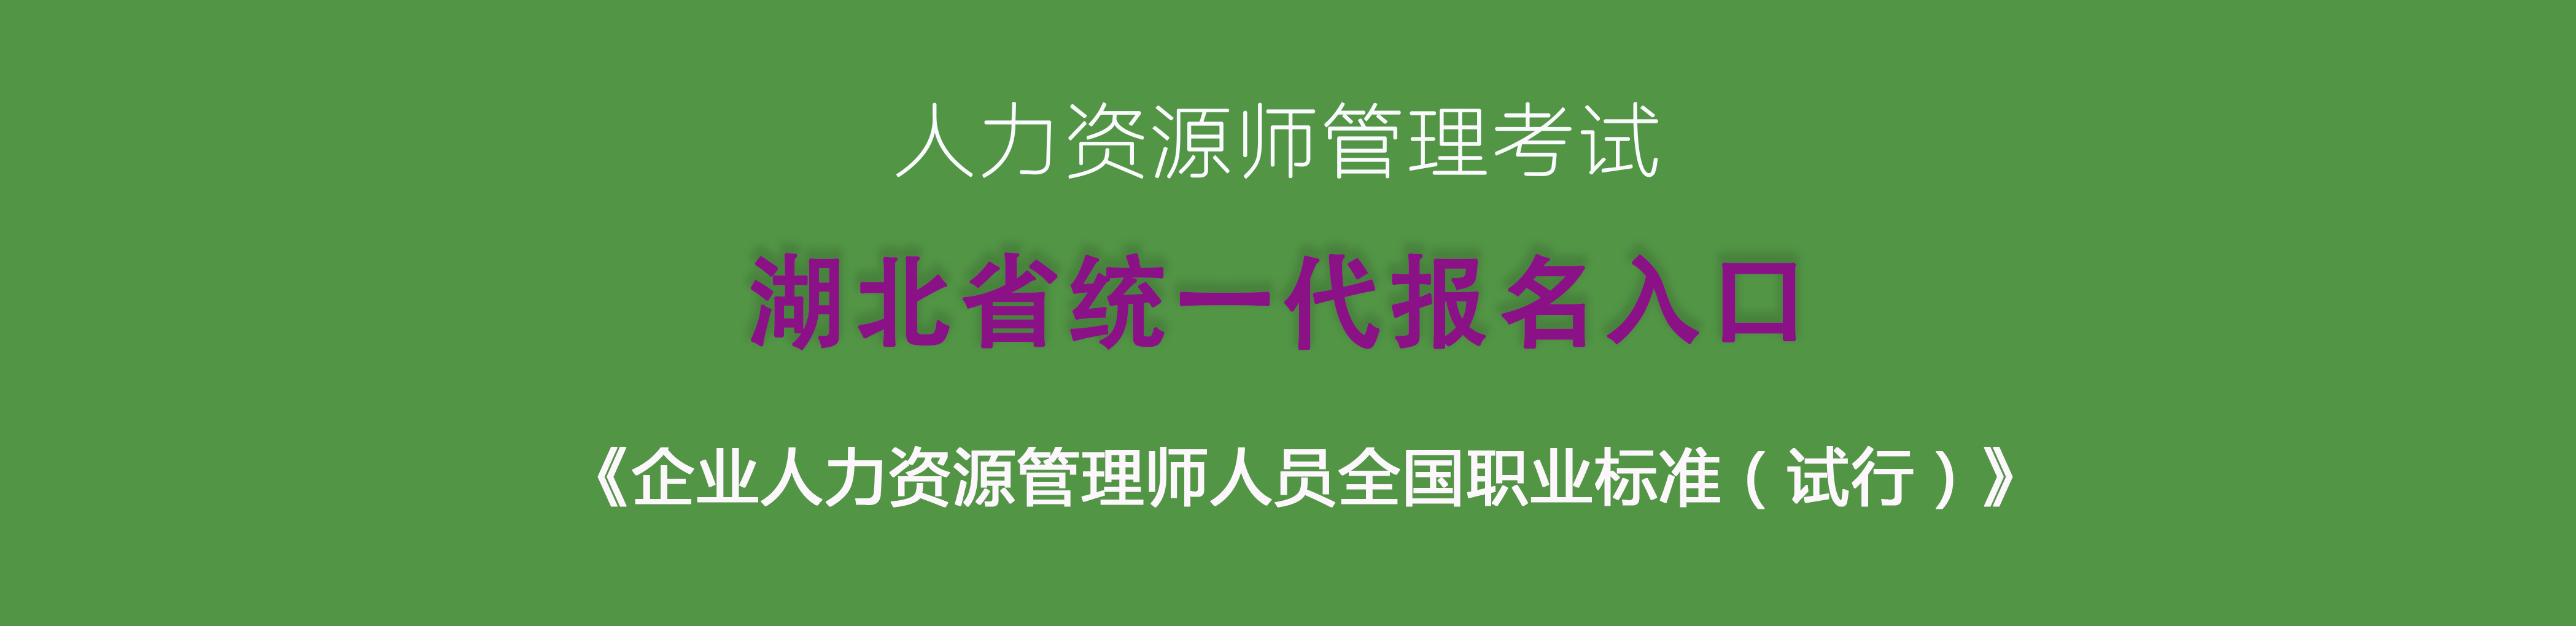 人力资源师管理考试
湖北省统一代报名入口
《企业人力资源管理师人员全国职业标准（试行）》